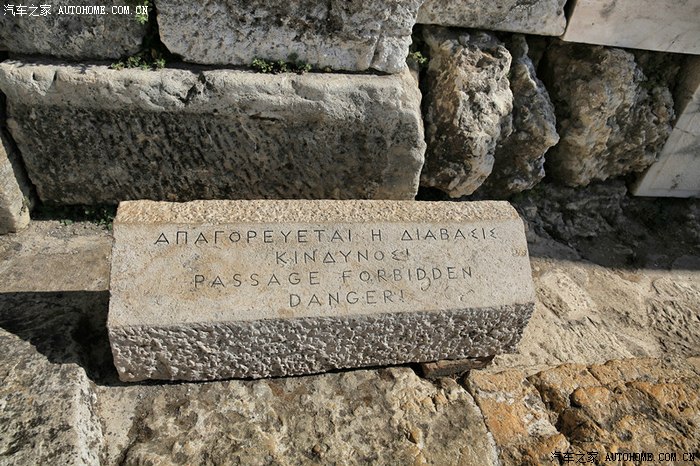 汽车之家 AUTOHOME.COM.CN
ΑΠΑΓΟΡΕΥΕΤΑΙ Η ΔΙΑΒΑΣΙΣ
ΚΙΝΔΥΝΟΣ!
PASSAGE FORBIDDEN
DANGER!
汽车之家 AUTOHOME.COM.CN